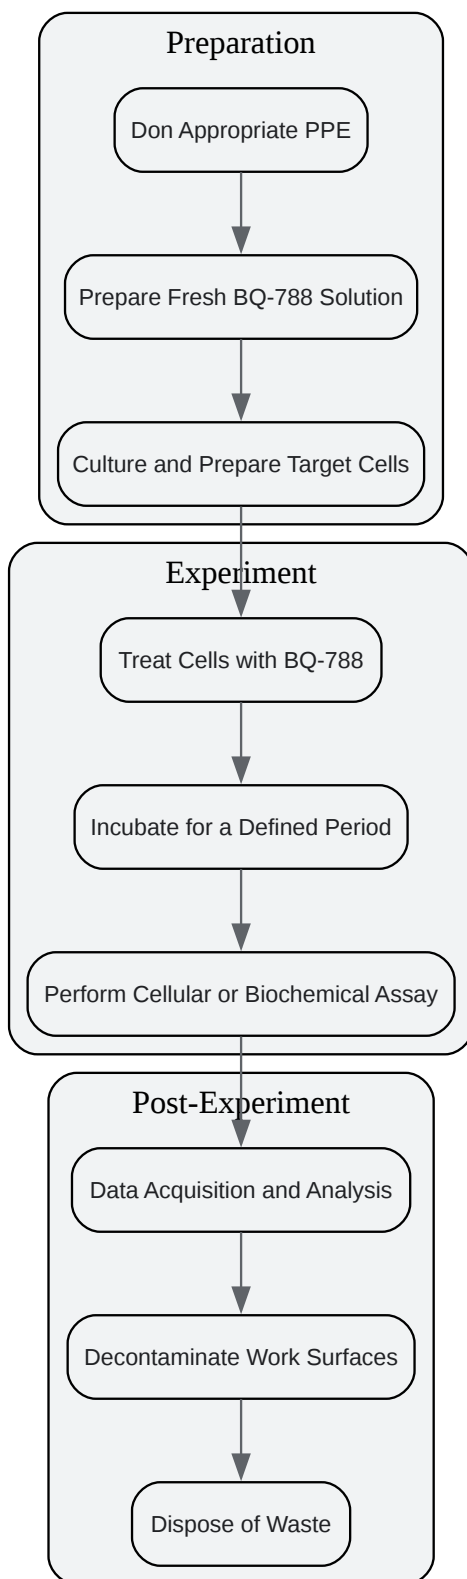 Preparation
Don Appropriate PPE
Prepare Fresh BQ-788 Solution
Culture and Prepare Target Cells
Experiment
Treat Cells with BQ-788
Incubate for a Defined Period
Perform Cellular or Biochemical Assay
Post-Experiment
Data Acquisition and Analysis
Decontaminate Work Surfaces
Dispose of Waste